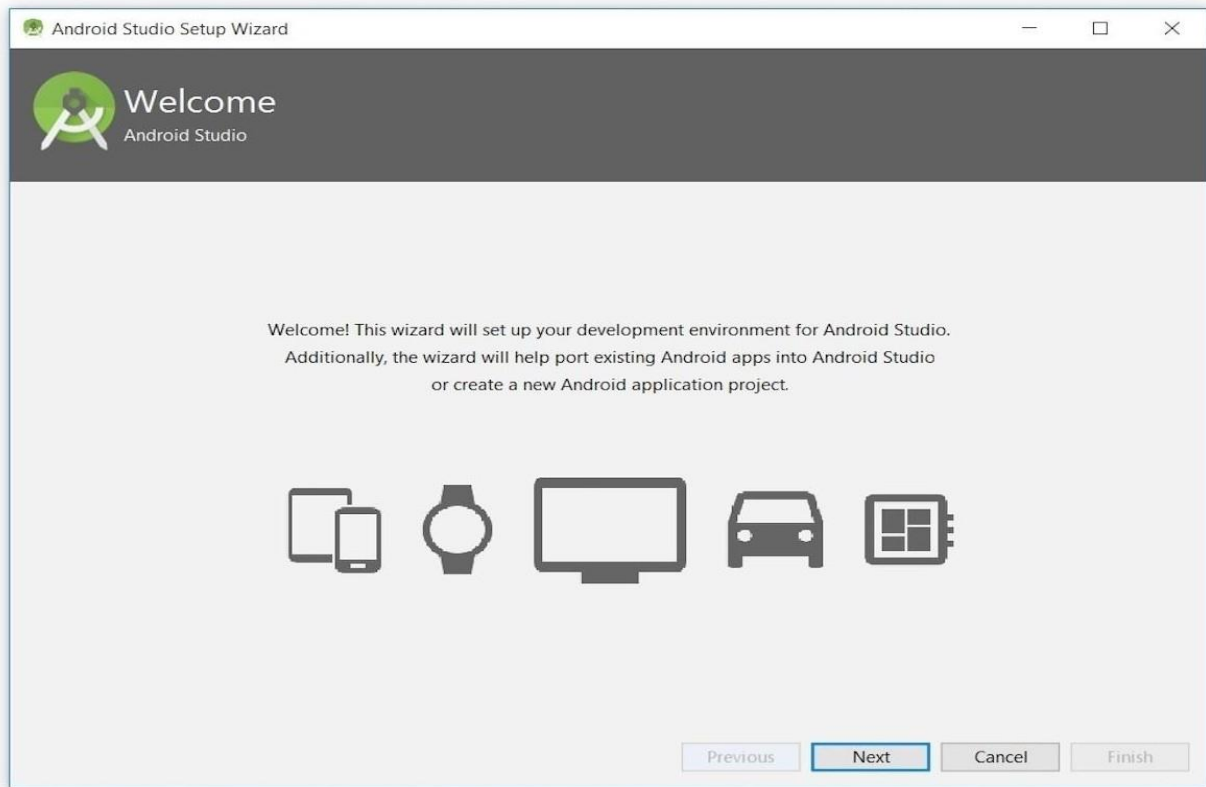 Android Studio Setup Wizard
Welcome
Android Studio
Welcome! This wizard will set up your development environment for Android Studio.
Additionally, the wizard will help port existing Android apps into Android Studio
or create a new Android application project.
Previous Next Cancel Finish